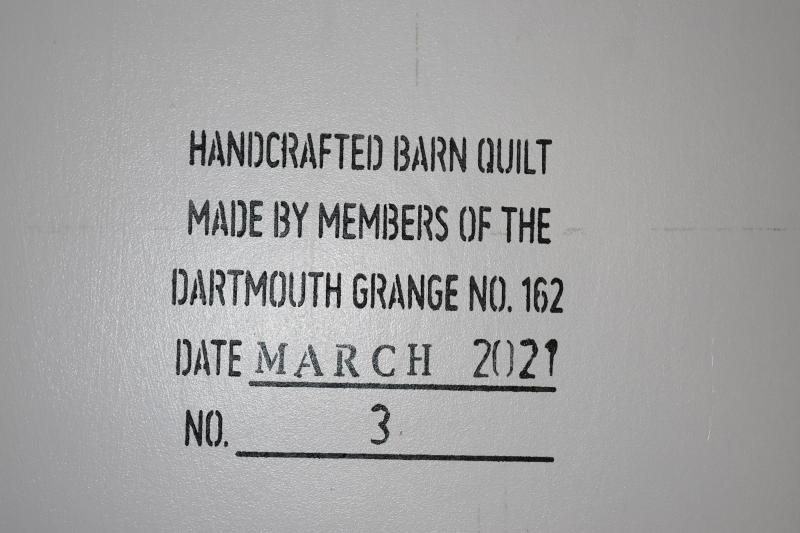 HANDCRAFTED BARN QUILT
MADE BY MEMBERS OF THE
DARTMOUTH GRANGE NO. 162
DATE MARCH 2021
NO. 3